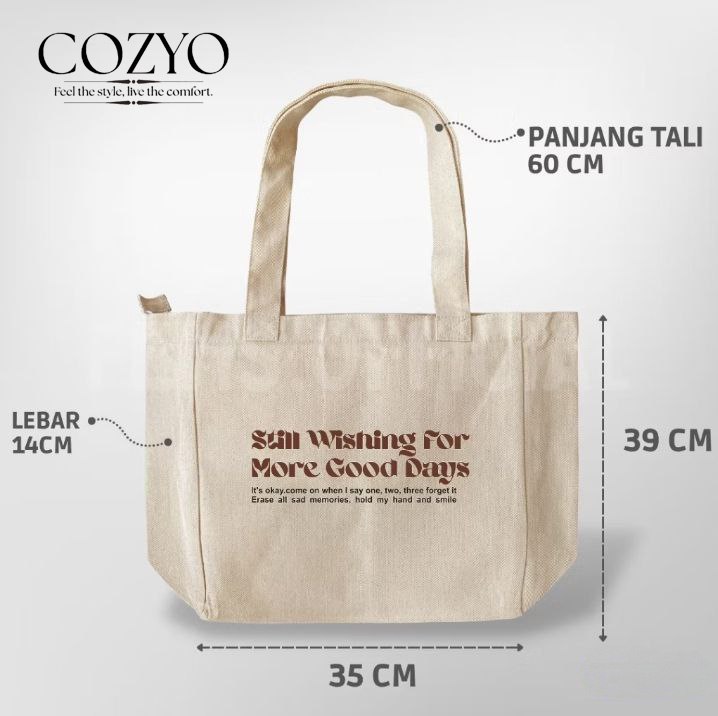 COZYO
Feel the style, live the comfort.
PANJANG TALI
60 CM
LEBAR
14CM
39 CM
Still Wishing For
More Good Days
It's okay.come on when I say one, two, three forget it
Erase all sad memories. hold my hand and smile
35 CM